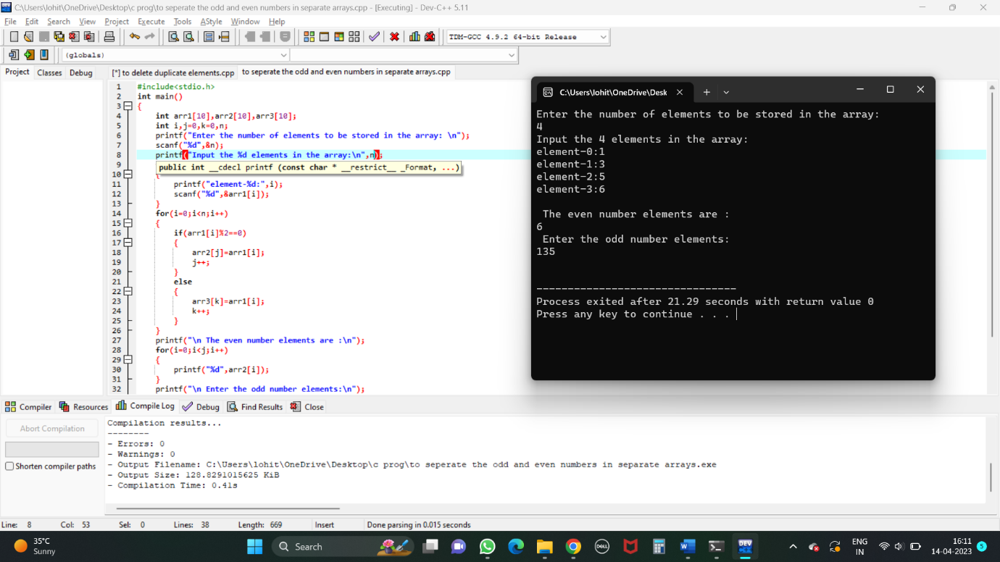 C:\Users\lohit\OneDrive\Desktop\c prog\to seperate the odd and even numbers in separate arrays.cpp - [Executing] - Dev-C++ 5.11
File Edit Search View Project Execute Tools AStyle Window Help
TDM-GCC 4.9.2 64-bit Release
(globals)
Project Classes Debug
[*] to delete duplicate elements.cpp to seperate the odd and even numbers in separate arrays.cpp
1 #include<stdio.h>
2 int main()
3 {
4 int arr1[10],arr2[10],arr3[10];
5 int i,j=0,k=0,n;
6 printf("Enter the number of elements to be stored in the array: \n");
7 scanf("%d",&n);
8 printf("Input the %d elements in the array:\n",n);
9 public int __cdecl printf (const char * __restrict__ _Format, ...)
10 {
11 printf("element-%d:",i);
12 scanf("%d",&arr1[i]);
13 }
14 for(i=0;i<n;i++)
15 {
16 if(arr1[i]%2==0)
17 {
18 arr2[j]=arr1[i];
19 j++;
20 }
21 else
22 {
23 arr3[k]=arr1[i];
24 k++;
25 }
26 }
27 printf("\n The even number elements are :\n");
28 for(i=0;i<j;i++)
29 {
30 printf("%d",arr2[i]);
31 }
32 printf("\n Enter the odd number elements:\n");
C:\Users\lohit\OneDrive\Desk
Enter the number of elements to be stored in the array:
4
Input the 4 elements in the array:
element-0:1
element-1:3
element-2:5
element-3:6
The even number elements are :
6
Enter the odd number elements:
135
--------------------------------
Process exited after 21.29 seconds with return value 0
Press any key to continue . . .
Compiler Resources Compile Log Debug Find Results Close
Abort Compilation
Shorten compiler paths
Compilation results...
--------
- Errors: 0
- Warnings: 0
- Output Filename: C:\Users\lohit\OneDrive\Desktop\c prog\to seperate the odd and even numbers in separate arrays.exe
- Output Size: 128.8291015625 KiB
- Compilation Time: 0.41s
Line: 8 Col: 53 Sel: 0 Lines: 38 Length: 669 Insert Done parsing in 0.015 seconds
35°C
Sunny
Search
DELL
DEV
C++
ENG
IN
16:11
14-04-2023
5